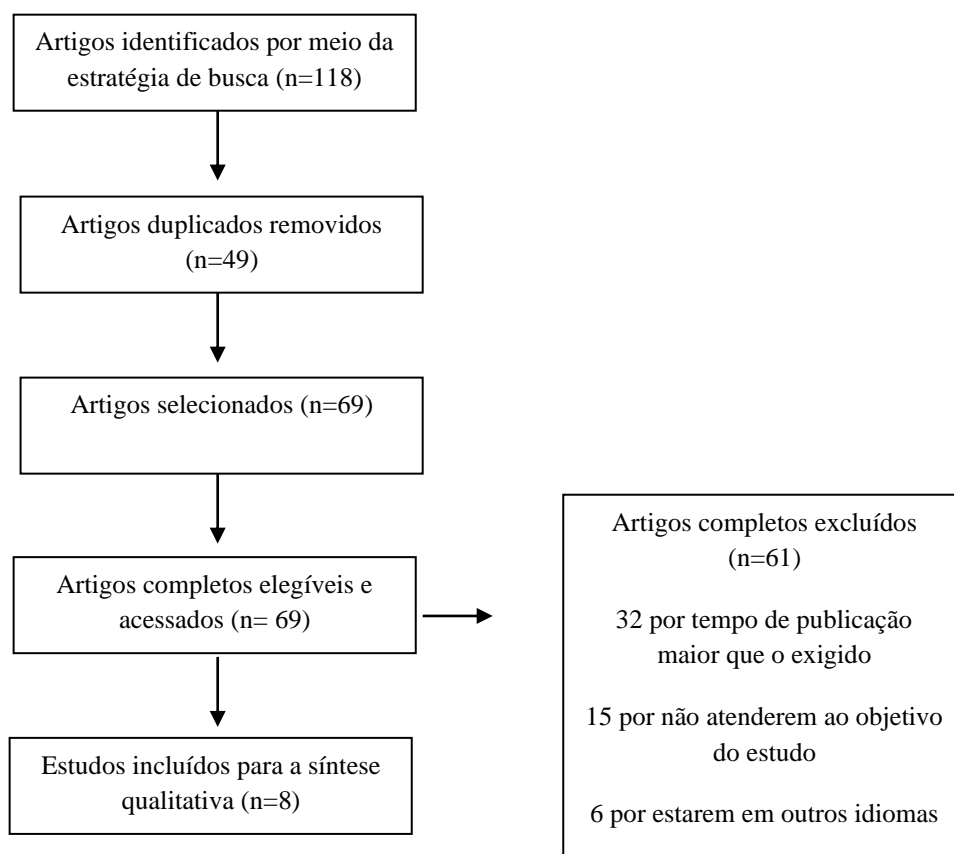 Artigos identificados por meio da
estratégia de busca (n=118)
Artigos duplicados removidos
(n=49)
Artigos selecionados (n=69)
Artigos completos elegíveis e
acessados (n= 69)
Estudos incluídos para a síntese
qualitativa (n=8)
Artigos completos excluídos
(n=61)
32 por tempo de publicação
maior que o exigido
15 por não atenderem ao objetivo
do estudo
6 por estarem em outros idiomas